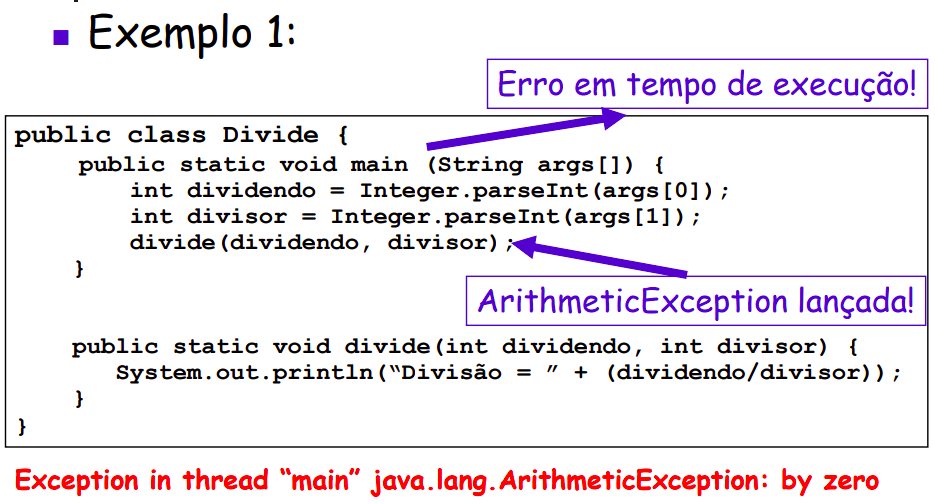 Exemplo 1:
Erro em tempo de execução!
public class Divide {
public static void main (String args[]) {
int dividendo = Integer.parseInt(args[0]);
int divisor = Integer.parseInt(args[1]);
divide(dividendo, divisor);
}
ArithmeticException lançada!
public static void divide(int dividendo, int divisor) {
System.out.println(“Divisão = ” + (dividendo/divisor));
}
}
Exception in thread “main” java.lang.ArithmeticException: by zero